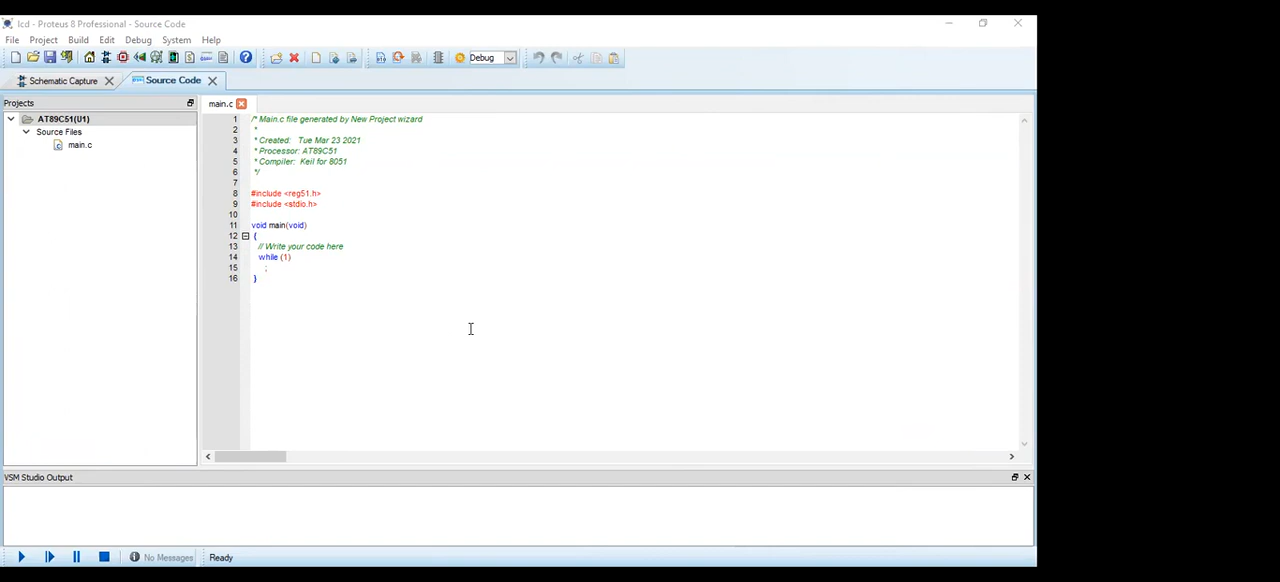 lcd - Proteus 8 Professional - Source Code
File Project Build Edit Debug System Help
Debug
Schematic Capture Source Code
Projects
main.c
AT89C51(U1)
Source Files
main.c
1 /* Main.c file generated by New Project wizard
2 *
3 * Created: Tue Mar 23 2021
4 * Processor: AT89C51
5 * Compiler: Keil for 8051
6 */
7
8 #include <reg51.h>
9 #include <stdio.h>
10
11 void main(void)
12 {
13 // Write your code here
14 while (1)
15 ;
16 }
VSM Studio Output
No Messages Ready